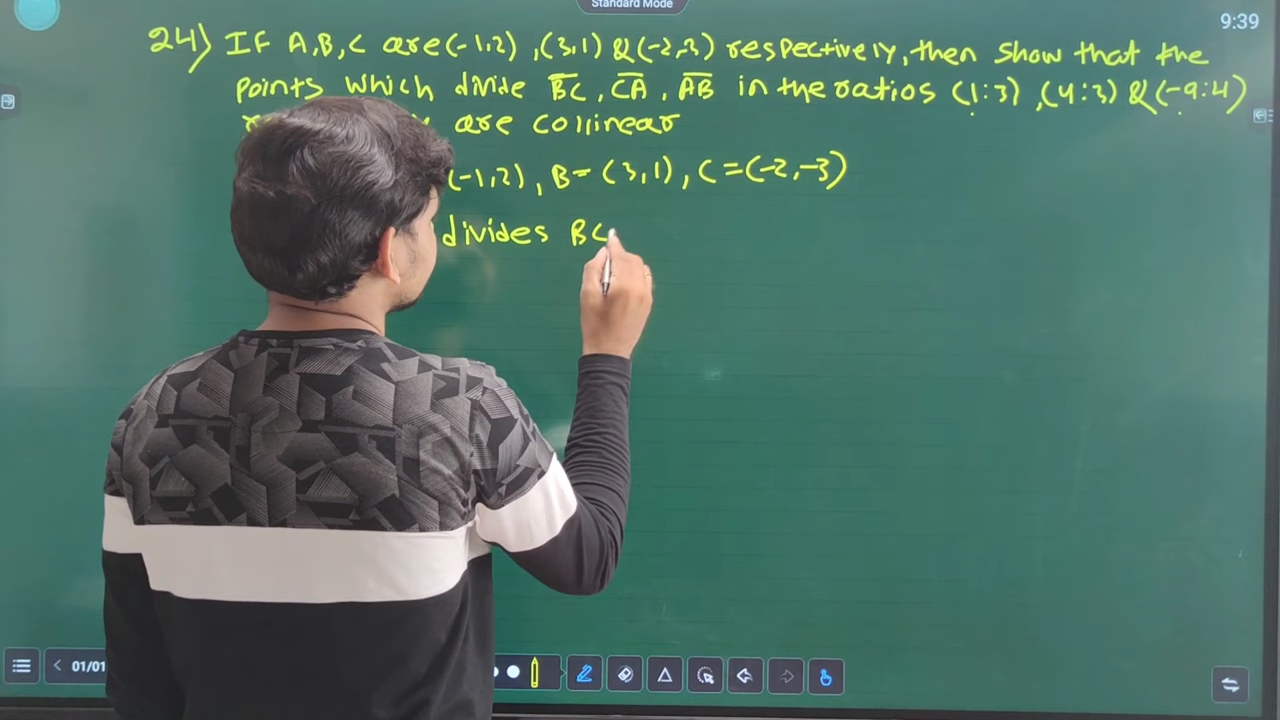 Standard Mode
9:39
24) IF A,B,C are (-1,2) ,(3,1) & (-2,-3) respectively, then show that the
points which divide BC, CA, AB in the ratios (1:3) ,(4:3) & (-9:4)
are collinear
(-1,2) , B= (3,1) , C =(-2,-3)
divides BC
01/01